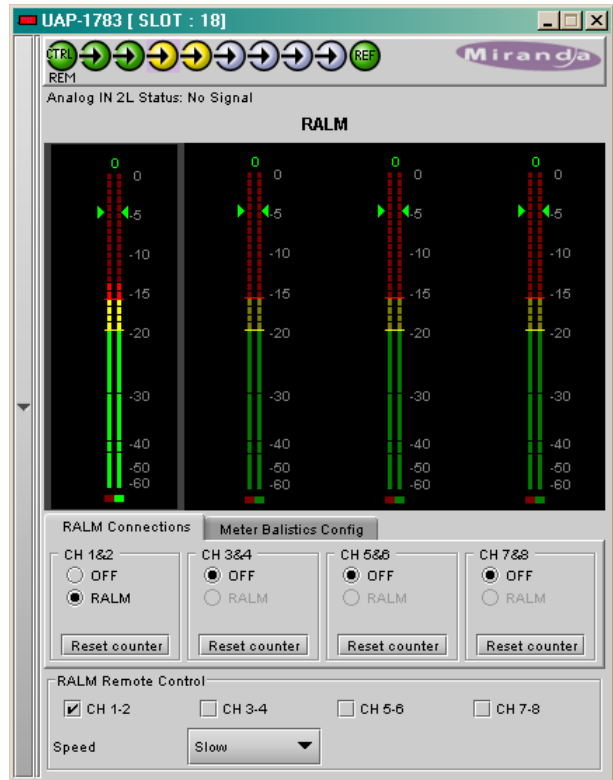 UAP-1783 [ SLOT : 18]
CTRL REF Miranda
REM
Analog IN 2L Status: No Signal
RALM
0 0 0 0
0 0 0 0
-5 -5 -5 -5
-10 -10 -10 -10
-15 -15 -15 -15
-20 -20 -20 -20
-30 -30 -30 -30
-40 -40 -40 -40
-50 -50 -50 -50
-60 -60 -60 -60
RALM Connections Meter Balistics Config
CH 1&2 CH 3&4 CH 5&6 CH 7&8
OFF OFF OFF OFF
RALM RALM RALM RALM
Reset counter Reset counter Reset counter Reset counter
RALM Remote Control
CH 1-2 CH 3-4 CH 5-6 CH 7-8
Speed Slow